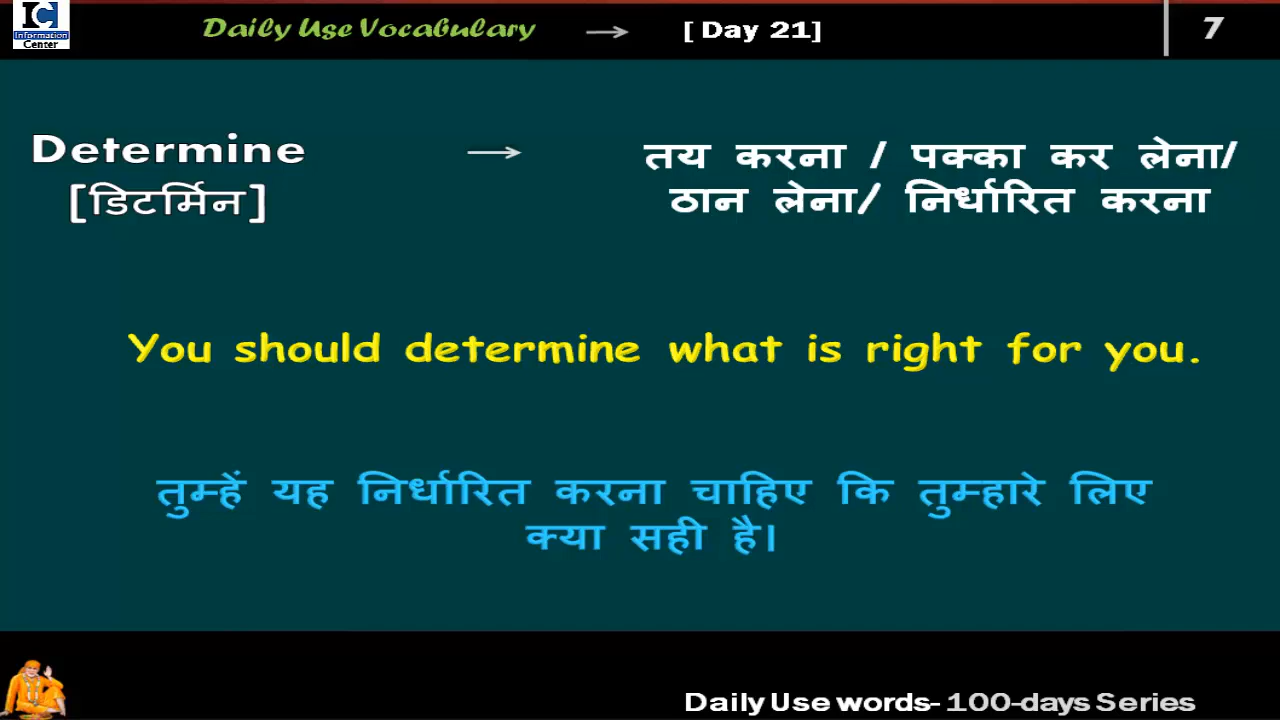 IC
Information
Center
Daily Use Vocabulary → [ Day 21]
7
Determine → तय करना / पक्का कर लेना/
[डिटर्मिन] ठान लेना/ निर्धारित करना
You should determine what is right for you.
तुम्हें यह निर्धारित करना चाहिए कि तुम्हारे लिए
क्या सही है।
Daily Use words- 100-days Series